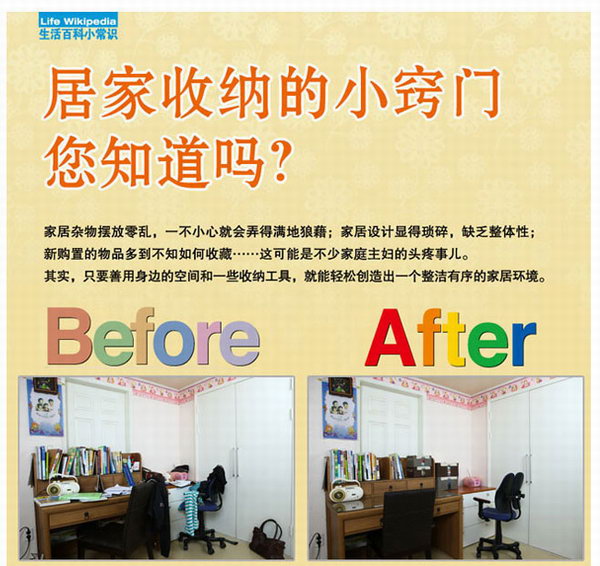 Life Wikipedia
生活百科小常识
居家收纳的小窍门
您知道吗?
家居杂物摆放零乱，一不小心就会弄得满地狼藉；家居设计显得琐碎，缺乏整体性；
新购置的物品多到不知如何收藏……这可能是不少家庭主妇的头疼事儿。
其实，只要善用身边的空间和一些收纳工具，就能轻松创造出一个整洁有序的家居环境。
Before
After